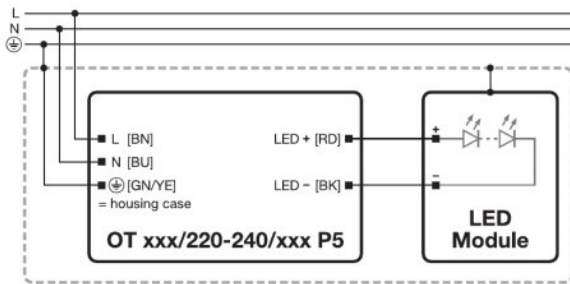 L
N
⏚
L [BN]
LED + [RD]
N [BU]
⏚ [GN/YE]
LED − [BK]
= housing case
OT xxx/220-240/xxx P5
+
−
LED
Module